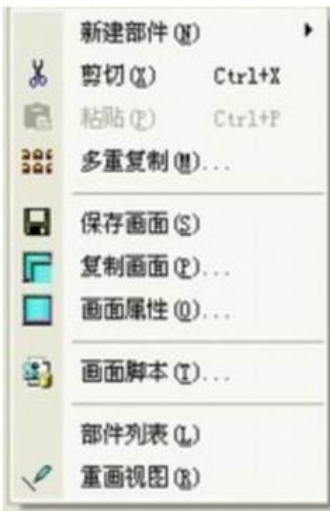 新建部件(N)
剪切(X) Ctrl+X
粘贴(P) Ctrl+P
多重复制(M)...
保存画面(S)
复制画面(P)...
画面属性(O)...
画面脚本(T)...
部件列表(L)
重画视图(R)